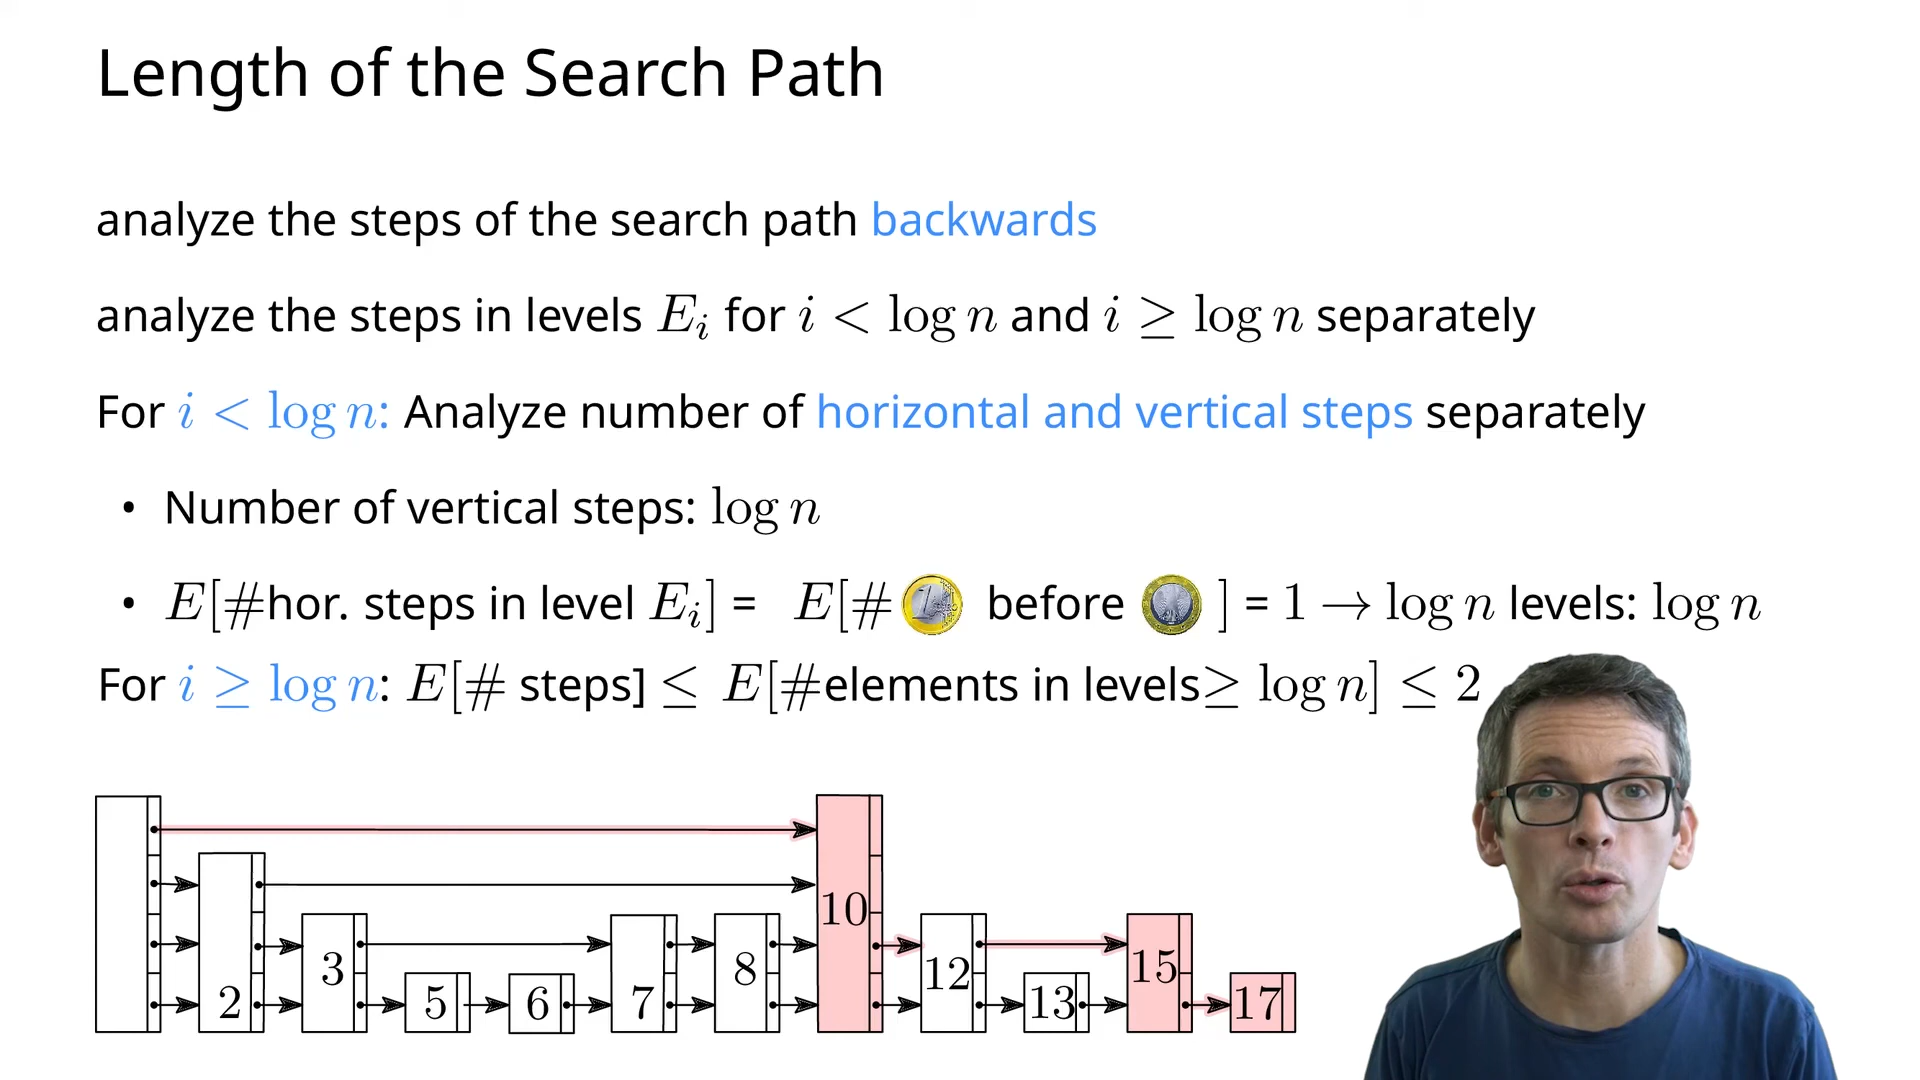 Length of the Search Path
analyze the steps of the search path backwards
analyze the steps in levels E_i for i < log n and i ≥ log n separately
For i < log n: Analyze number of horizontal and vertical steps separately
• Number of vertical steps: log n
• E[#hor. steps in level E_i] = E[# before ] = 1 → log n levels: log n
For i ≥ log n: E[# steps] ≤ E[#elements in levels≥ log n] ≤ 2
2 3 5 6 7 8 10 12 13 15 17